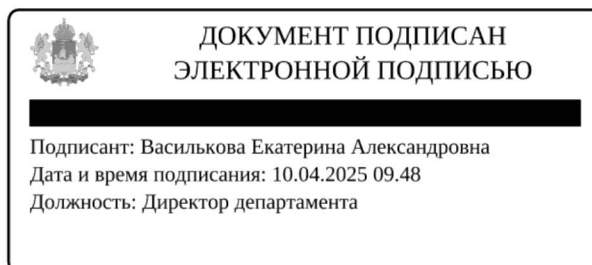 ДОКУМЕНТ ПОДПИСАН
ЭЛЕКТРОННОЙ ПОДПИСЬЮ
Подписант: Василькова Екатерина Александровна
Дата и время подписания: 10.04.2025 09.48
Должность: Директор департамента